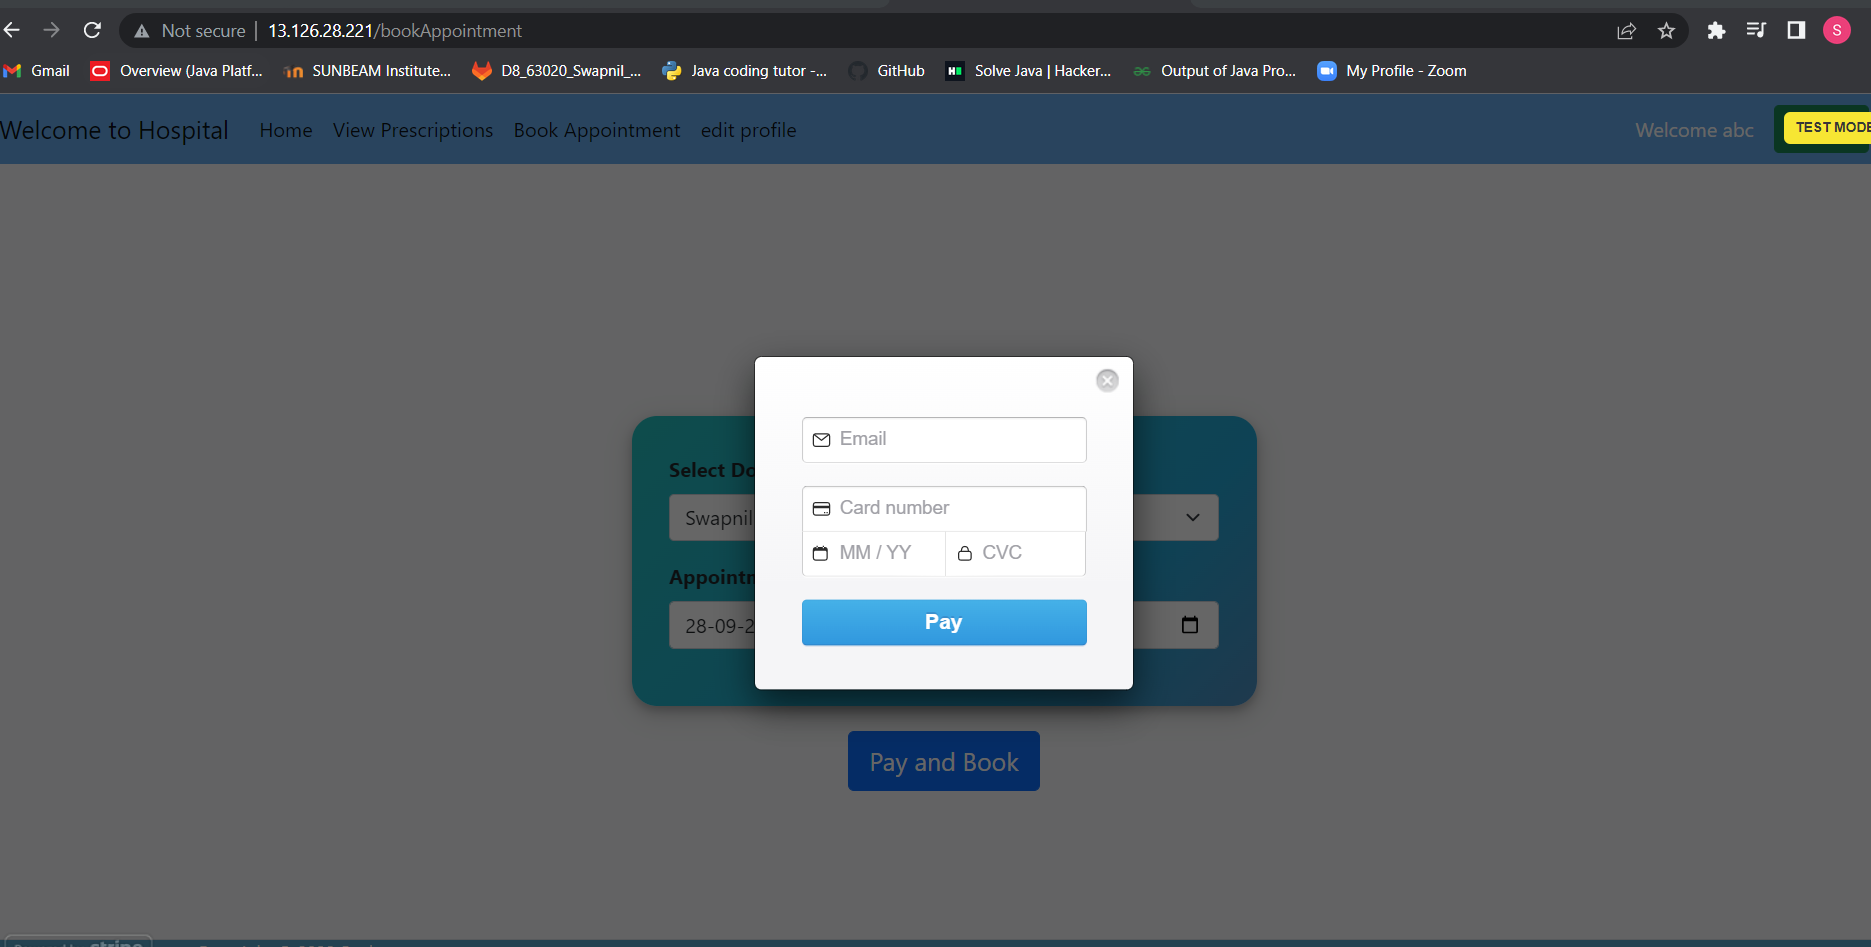 Not secure 13.126.28.221/bookAppointment S
Gmail Overview (Java Platf... SUNBEAM Institute... D8_63020_Swapnil_... Java coding tutor -... GitHub H Solve Java | Hacker... Output of Java Pro... My Profile - Zoom
Welcome to Hospital Home View Prescriptions Book Appointment edit profile Welcome abc TEST MODE
Email
Select Do
Card number
Swapnil
MM / YY CVC
Appointm
Pay
28-09-2
Pay and Book
stripe